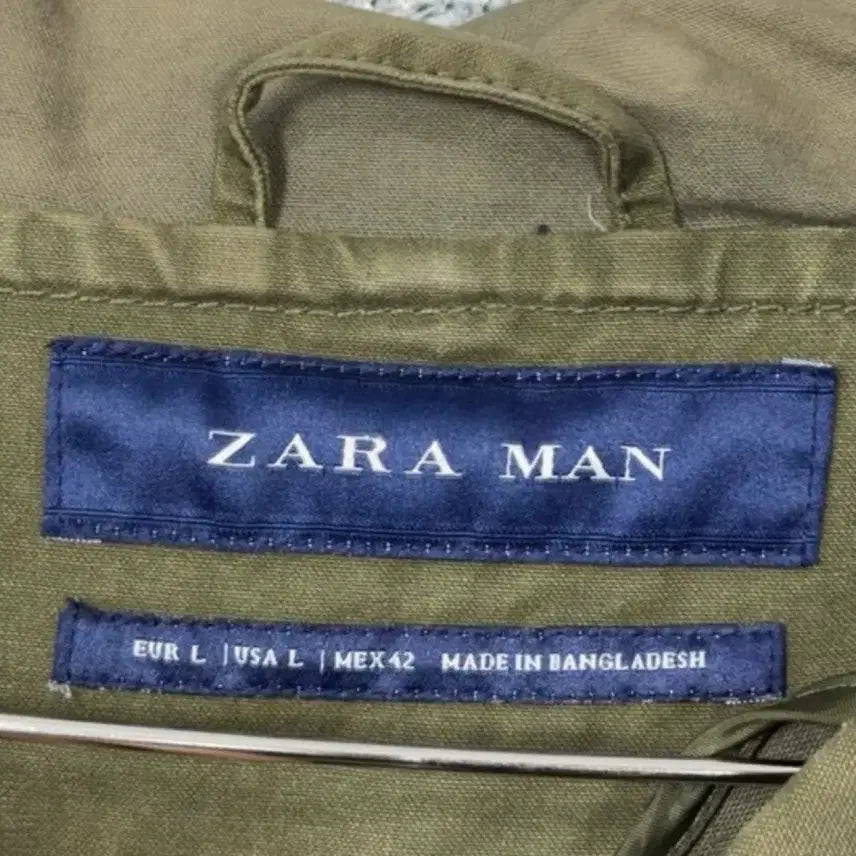 ZARA MAN
EUR L | USA L | MEX 42 MADE IN BANGLADESH